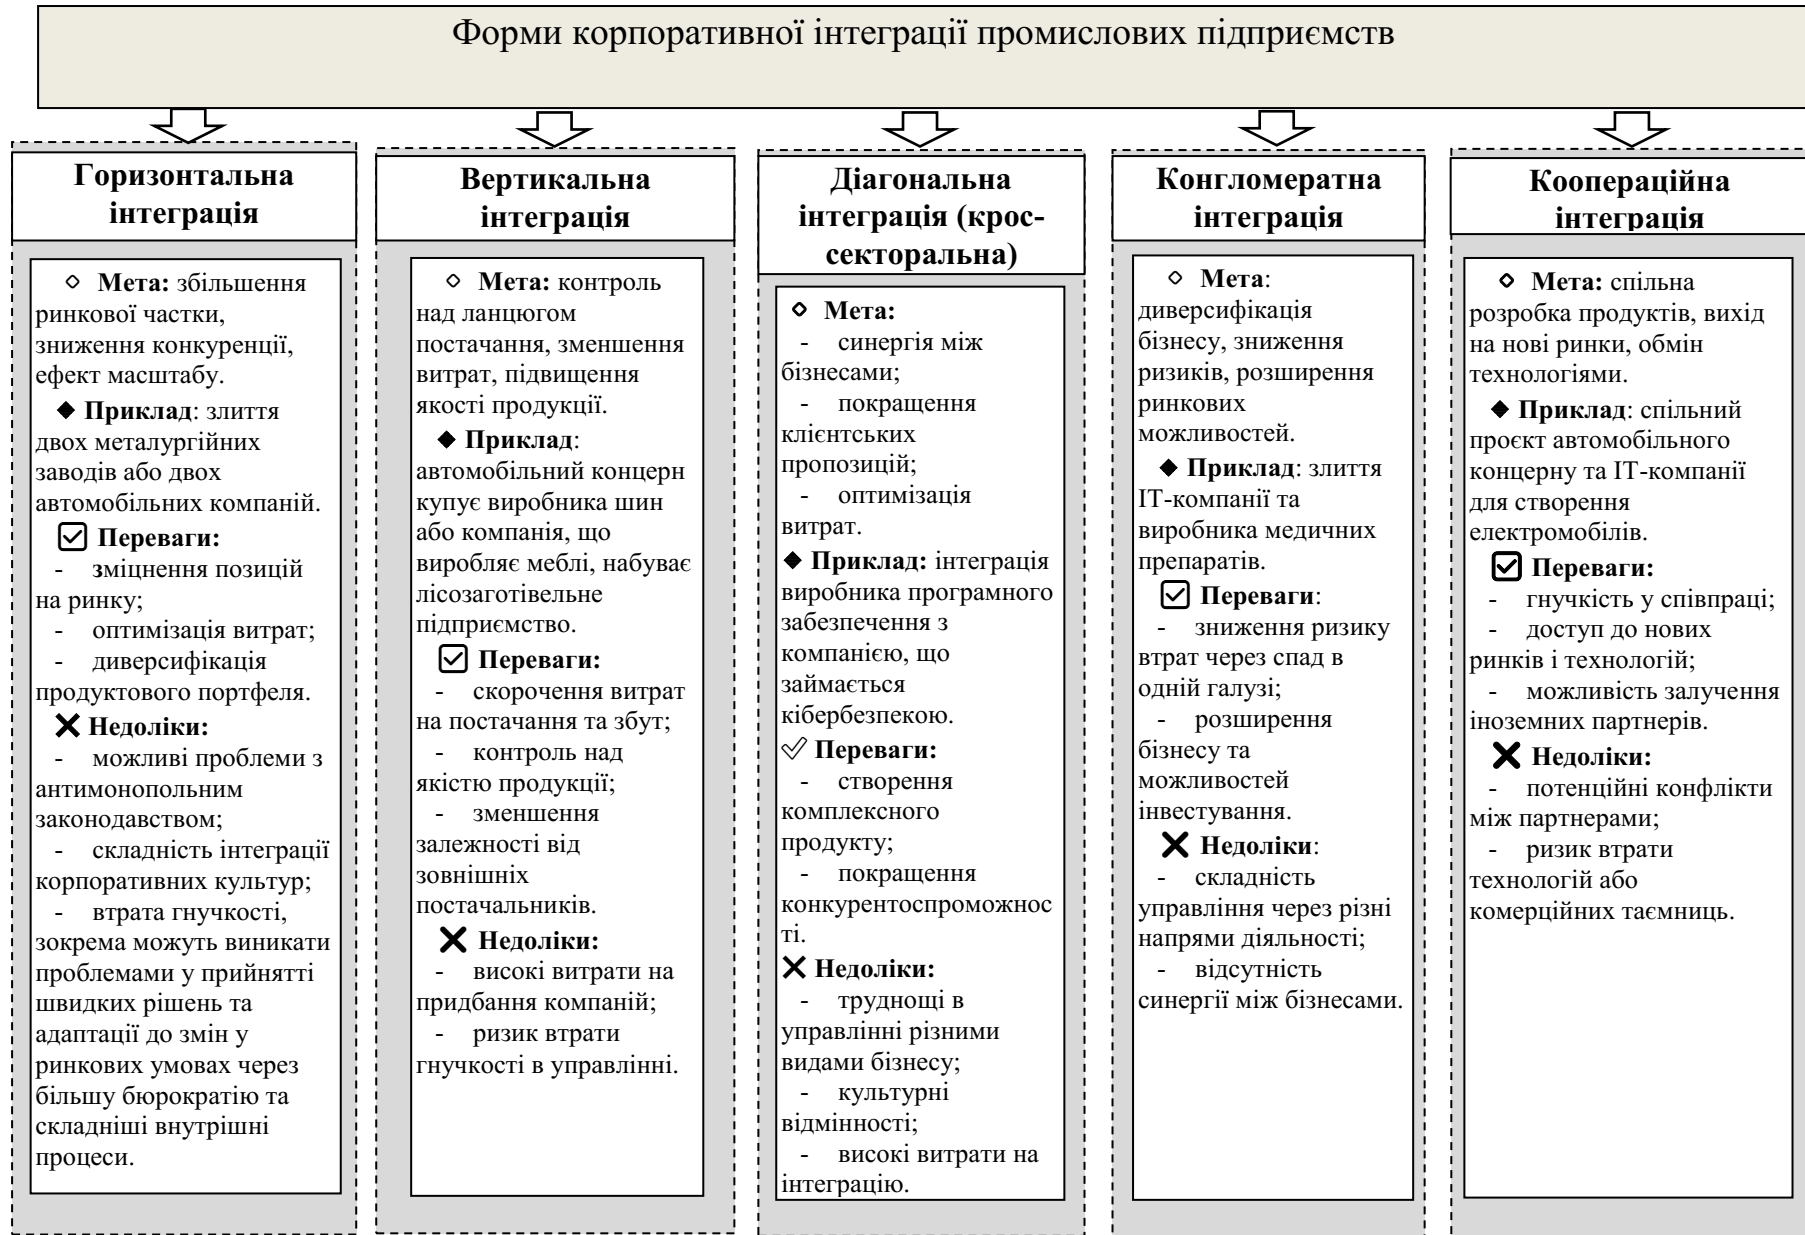 Форми корпоративної інтеграції промислових підприємств
Горизонтальна
інтеграція
◇ Мета: збільшення
ринкової частки,
зниження конкуренції,
ефект масштабу.
◆ Приклад: злиття
двох металургійних
заводів або двох
автомобільних компаній.
☑ Переваги:
- зміцнення позицій
на ринку;
- оптимізація витрат;
- диверсифікація
продуктового портфеля.
✕ Недоліки:
- можливі проблеми з
антимонопольним
законодавством;
- складність інтеграції
корпоративних культур;
- втрата гнучкості,
зокрема можуть виникати
проблемами у прийнятті
швидких рішень та
адаптації до змін у
ринкових умовах через
більшу бюрократію та
складніші внутрішні
процеси.
Вертикальна
інтеграція
◇ Мета: контроль
над ланцюгом
постачання, зменшення
витрат, підвищення
якості продукції.
◆ Приклад:
автомобільний концерн
купує виробника шин
або компанія, що
виробляє меблі, набуває
лісозаготівельне
підприємство.
☑ Переваги:
- скорочення витрат
на постачання та збут;
- контроль над
якістю продукції;
- зменшення
залежності від
зовнішніх
постачальників.
✕ Недоліки:
- високі витрати на
придбання компаній;
- ризик втрати
гнучкості в управлінні.
Діагональна
інтеграція (крос-
секторальна)
◇ Мета:
- синергія між
бізнесами;
- покращення
клієнтських
пропозицій;
- оптимізація
витрат.
◆ Приклад: інтеграція
виробника програмного
забезпечення з
компанією, що
займається
кібербезпекою.
✓ Переваги:
- створення
комплексного
продукту;
- покращення
конкурентоспроможнос
ті.
✕ Недоліки:
- труднощі в
управлінні різними
видами бізнесу;
- культурні
відмінності;
- високі витрати на
інтеграцію.
Конгломератна
інтеграція
◇ Мета:
диверсифікація
бізнесу, зниження
ризиків, розширення
ринкових
можливостей.
◆ Приклад: злиття
ІТ-компанії та
виробника медичних
препаратів.
☑ Переваги:
- зниження ризику
втрат через спад в
одній галузі;
- розширення
бізнесу та
можливостей
інвестування.
✕ Недоліки:
- складність
управління через різні
напрями діяльності;
- відсутність
синергії між бізнесами.
Коопераційна
інтеграція
◇ Мета: спільна
розробка продуктів, вихід
на нові ринки, обмін
технологіями.
◆ Приклад: спільний
проєкт автомобільного
концерну та ІТ-компанії
для створення
електромобілів.
☑ Переваги:
- гнучкість у співпраці;
- доступ до нових
ринків і технологій;
- можливість залучення
іноземних партнерів.
✕ Недоліки:
- потенційні конфлікти
між партнерами;
- ризик втрати
технологій або
комерційних таємниць.